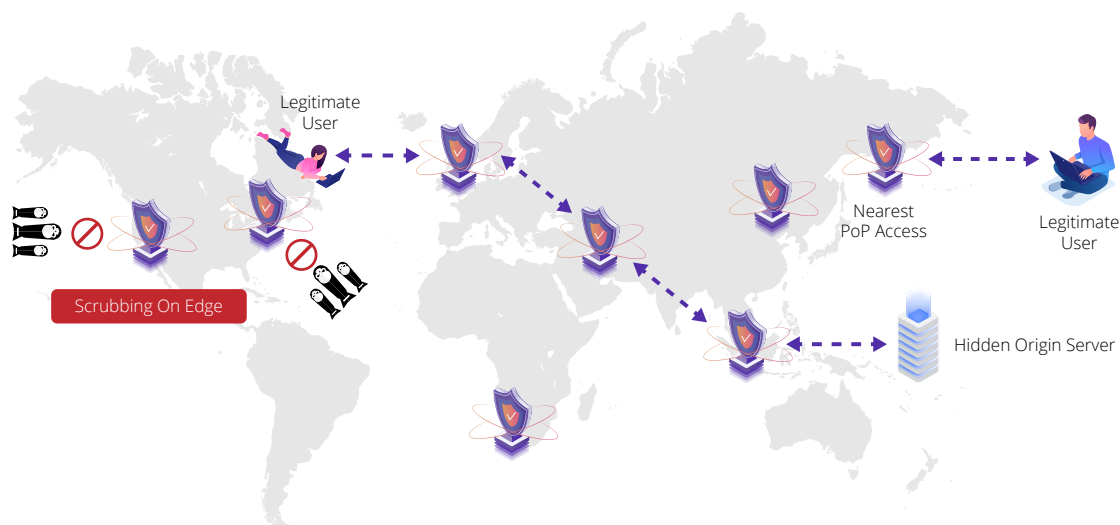 Legitimate
User
Nearest
PoP Access
Legitimate
User
Scrubbing On Edge
Hidden Origin Server